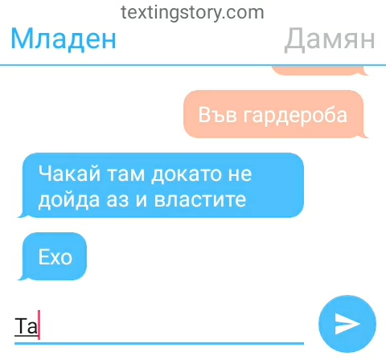 textingstory.com
Младен
Дамян
Във гардероба
Чакай там докато не
дойда аз и властите
Ехо
Та